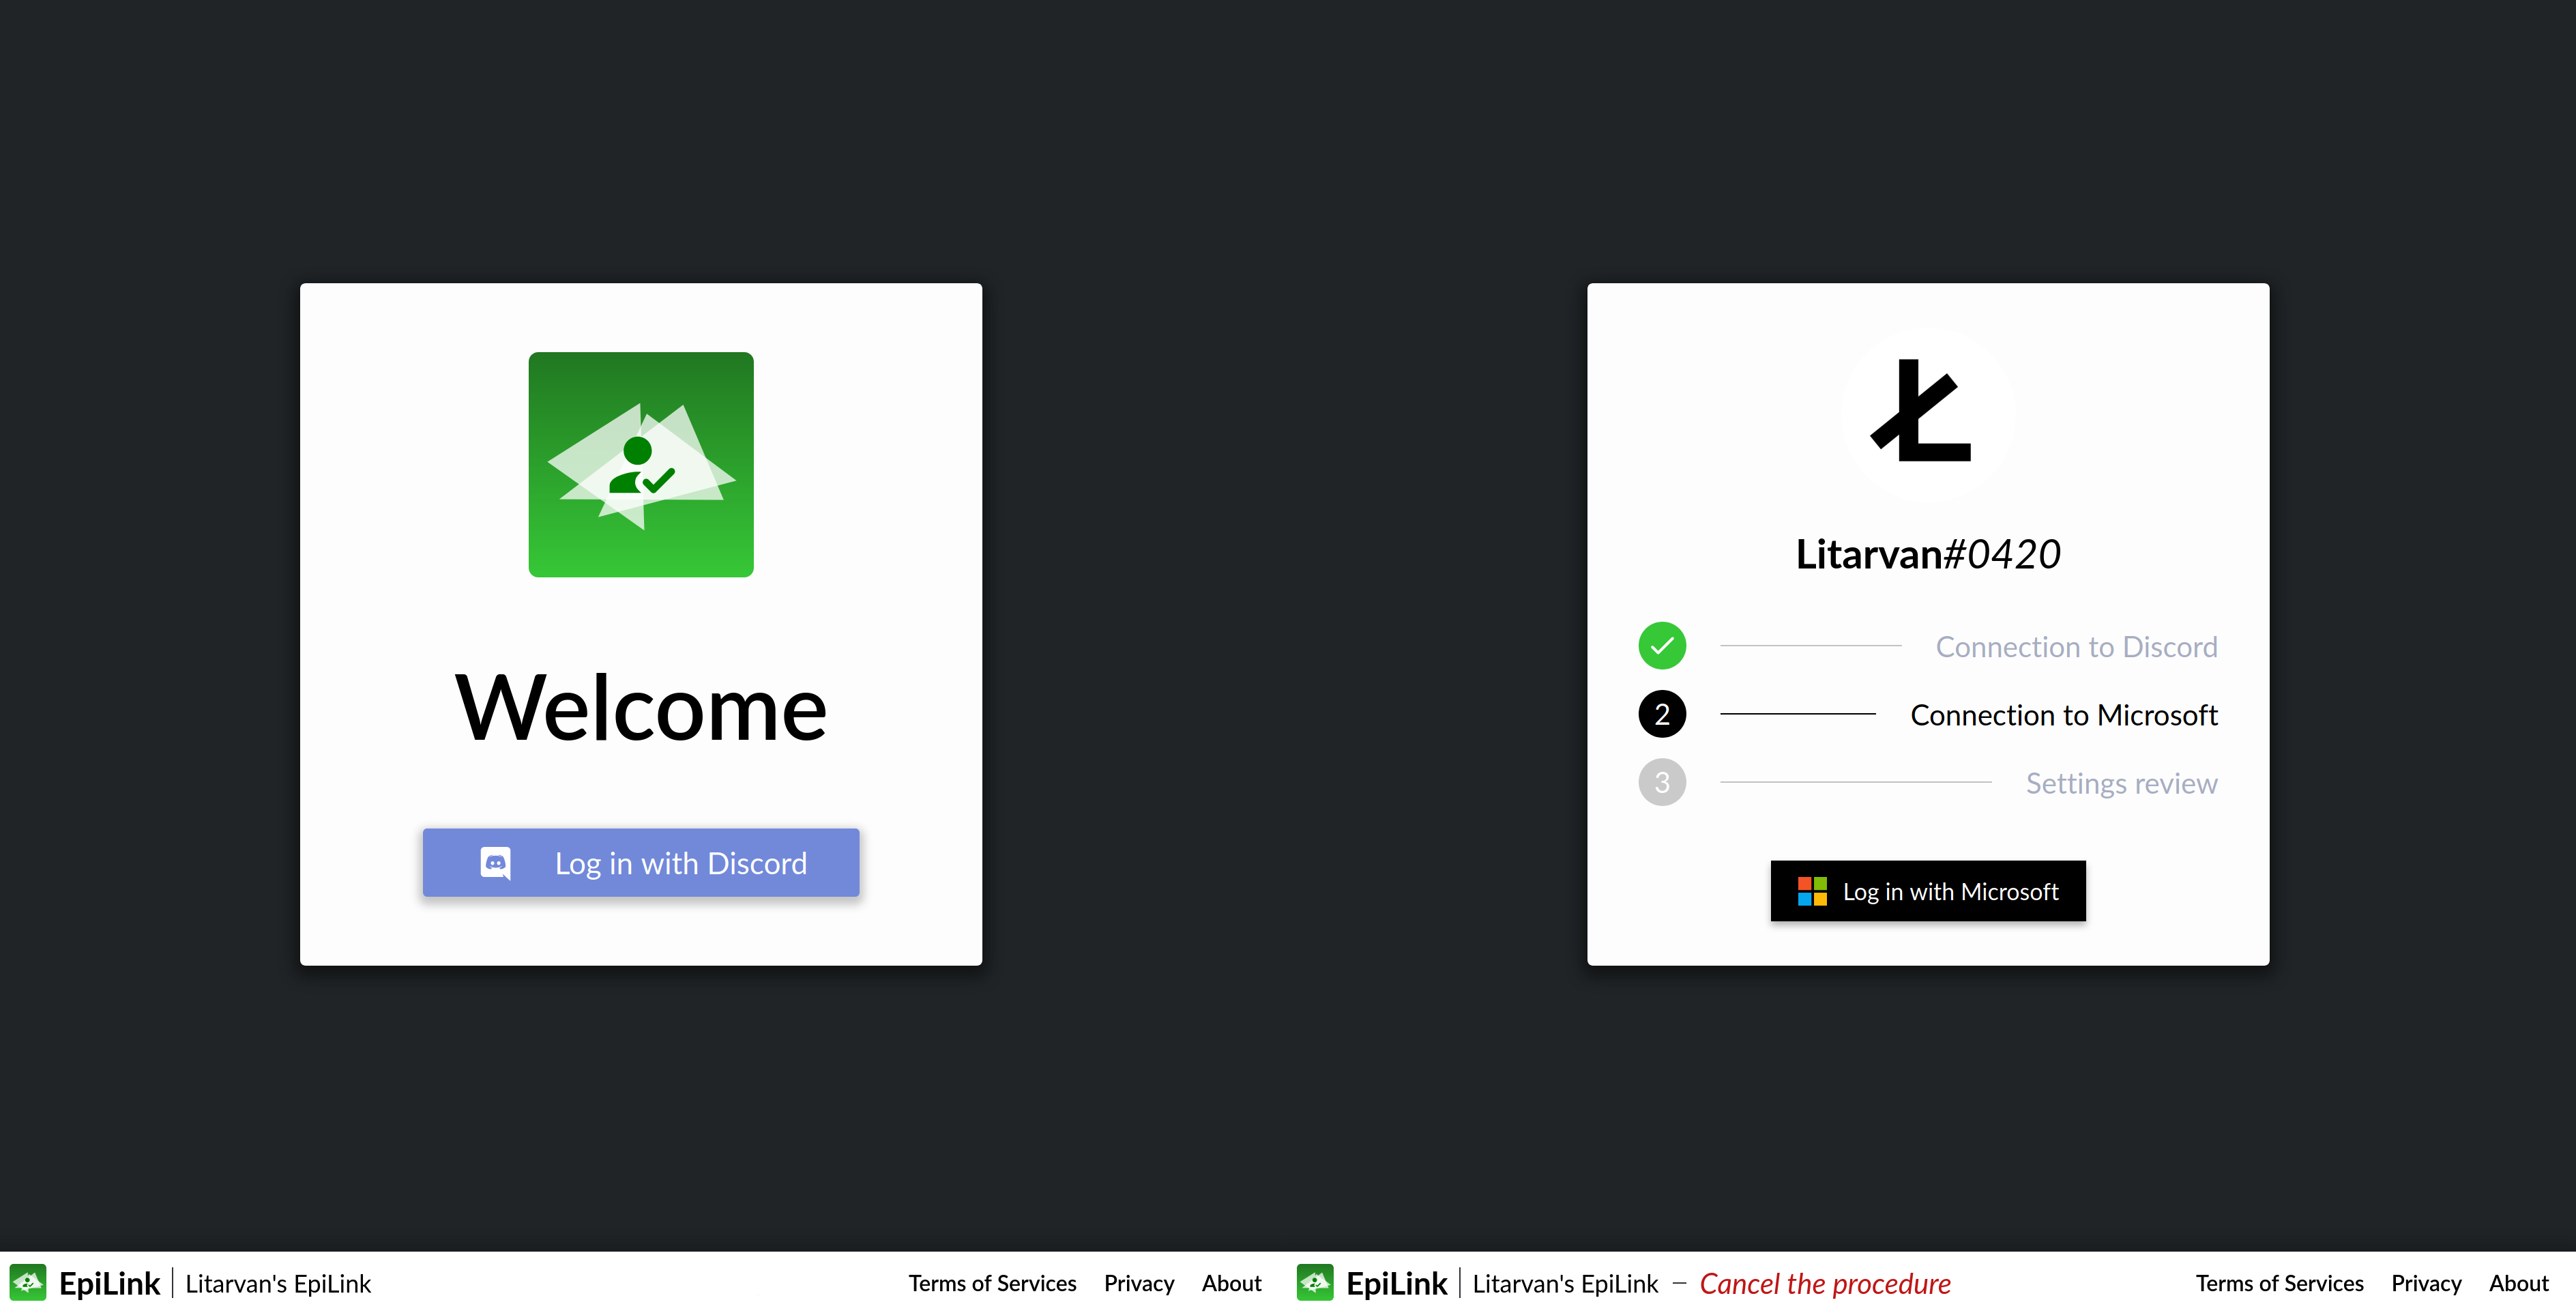 Welcome
Log in with Discord
EpiLink | Litarvan's EpiLink
Terms of Services Privacy About
Ł
Litarvan#0420
Connection to Discord
2 Connection to Microsoft
3 Settings review
Log in with Microsoft
EpiLink | Litarvan's EpiLink – Cancel the procedure
Terms of Services Privacy About